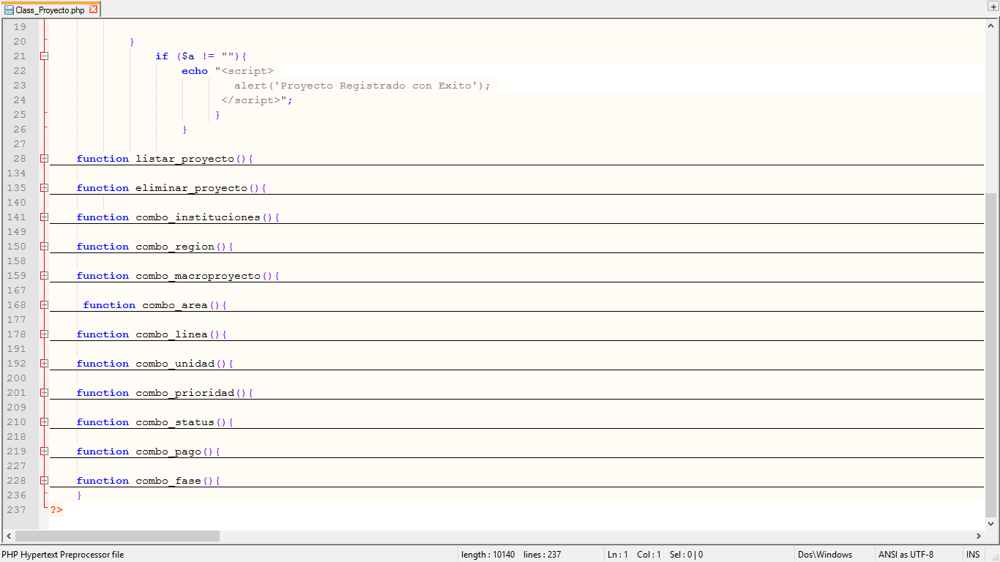 Class_Proyecto.php
19
20 }
21 if ($a != ""){
22 echo "<script>
23 alert('Proyecto Registrado con Exito');
24 </script>";
25 }
26 }
27
28 function listar_proyecto(){
134
135 function eliminar_proyecto(){
140
141 function combo_instituciones(){
149
150 function combo_region(){
158
159 function combo_macroproyecto(){
167
168 function combo_area(){
177
178 function combo_linea(){
191
192 function combo_unidad(){
200
201 function combo_prioridad(){
209
210 function combo_status(){
218
219 function combo_pago(){
227
228 function combo_fase(){
236 }
237 ?>
PHP Hypertext Preprocessor file length : 10140 lines : 237 Ln : 1 Col : 1 Sel : 0 | 0 Dos\Windows ANSI as UTF-8 INS